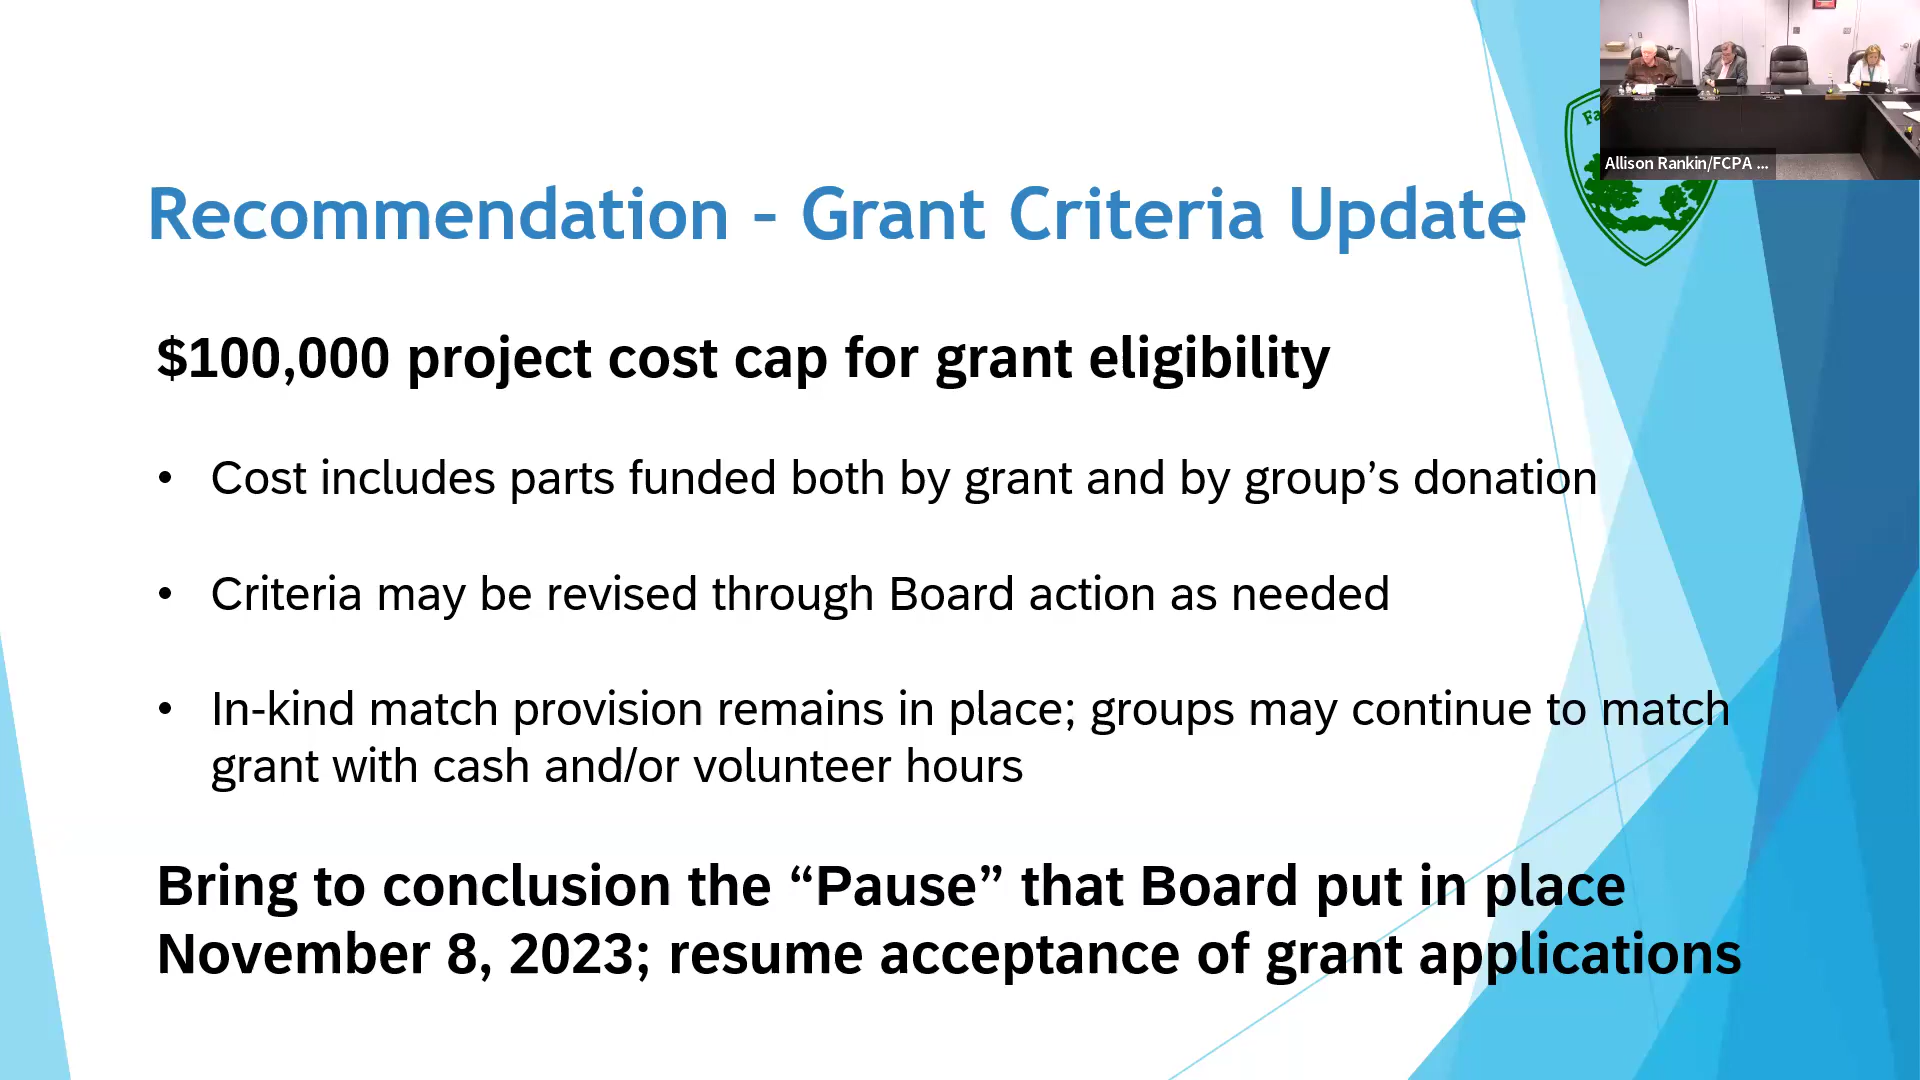 Allison Rankin/FCPA ...
Recommendation – Grant Criteria Update
$100,000 project cost cap for grant eligibility
• Cost includes parts funded both by grant and by group’s donation
• Criteria may be revised through Board action as needed
• In-kind match provision remains in place; groups may continue to match
grant with cash and/or volunteer hours
Bring to conclusion the “Pause” that Board put in place
November 8, 2023; resume acceptance of grant applications